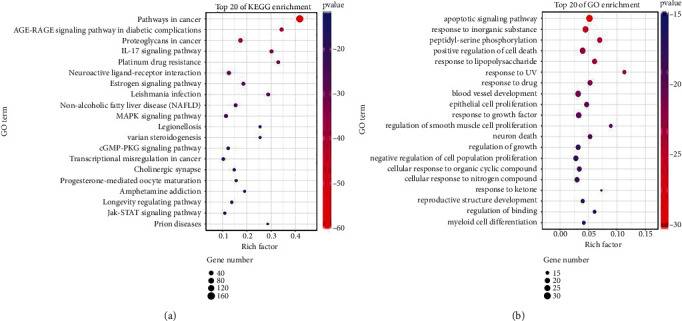 Top 20 of KEGG enrichment
pvalue
GO term
Pathways in cancer
AGE-RAGE signaling pathway in diabetic complications
Proteoglycans in cancer
IL-17 signaling pathway
Platinum drug resistance
Neuroactive ligand-receptor interaction
Estrogen signaling pathway
Leishmania infection
Non-alcoholic fatty liver disease (NAFLD)
MAPK signaling pathway
Legionellosis
varian steroidogenesis
cGMP-PKG signaling pathway
Transcriptional misregulation in cancer
Cholinergic synapse
Progesterone-mediated oocyte maturation
Amphetamine addiction
Longevity regulating pathway
Jak-STAT signaling pathway
Prion diseases
-20
-30
-40
-50
-60
0.1 0.2 0.3 0.4
Rich factor
Gene number
40
80
120
160
(a)
Top 20 of GO enrichment
pvalue
GO term
apoptotic signaling pathway
response to inorganic substance
peptidyl-serine phosphorylation
positive regulation of cell death
response to lipopolysaccharide
response to UV
response to drug
blood vessel development
epithelial cell proliferation
response to growth factor
regulation of smooth muscle cell proliferation
neuron death
regulation of growth
negative regulation of cell population proliferation
cellular response to organic cyclic compound
cellular response to nitrogen compound
response to ketone
reproductive structure development
regulation of binding
myeloid cell differentiation
-15
-20
-25
-30
0.00 0.05 0.10 0.15
Rich factor
Gene number
15
20
25
30
(b)